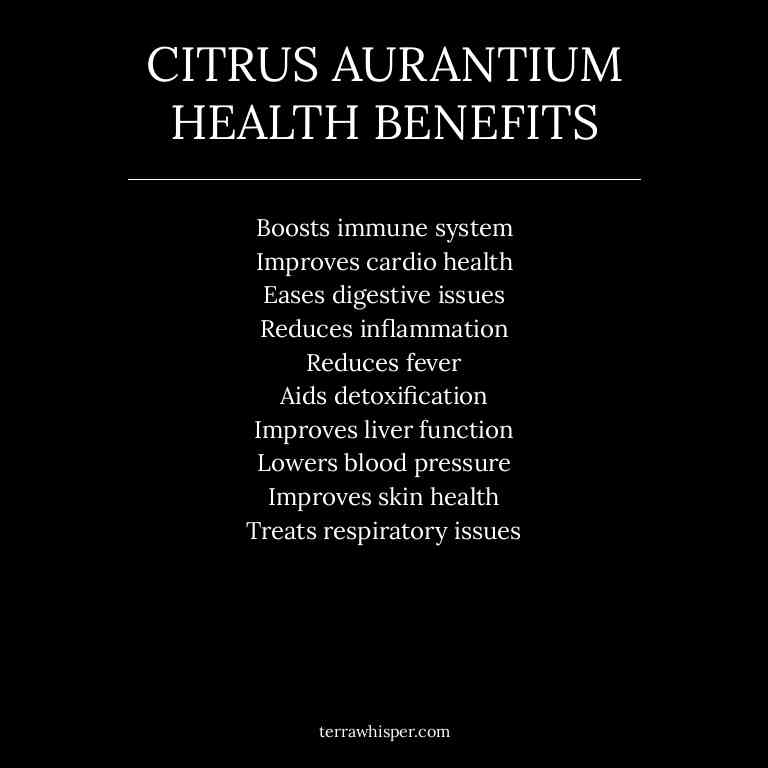 CITRUS AURANTIUM
HEALTH BENEFITS
Boosts immune system
Improves cardio health
Eases digestive issues
Reduces inflammation
Reduces fever
Aids detoxification
Improves liver function
Lowers blood pressure
Improves skin health
Treats respiratory issues
terrawhisper.com